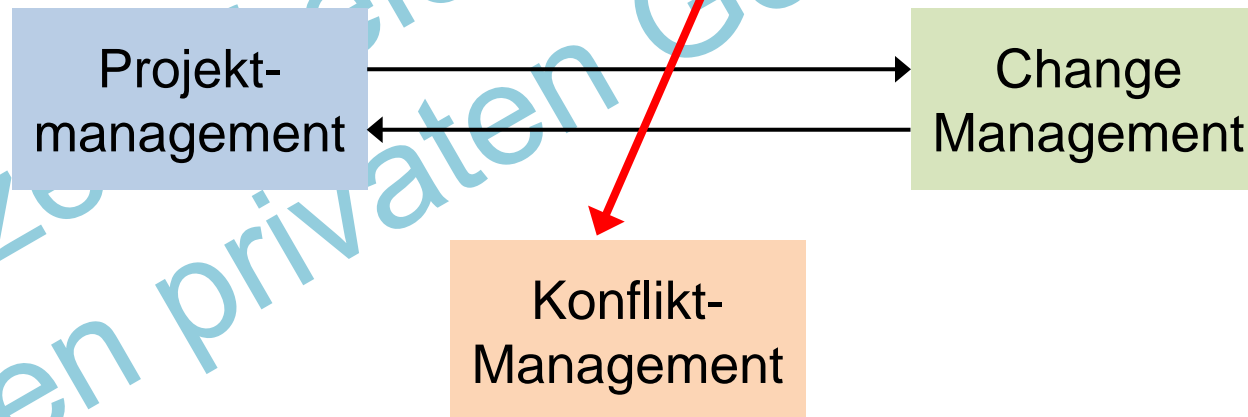 Projekt-
management
Change
Management
Konflikt-
Management
en privaten